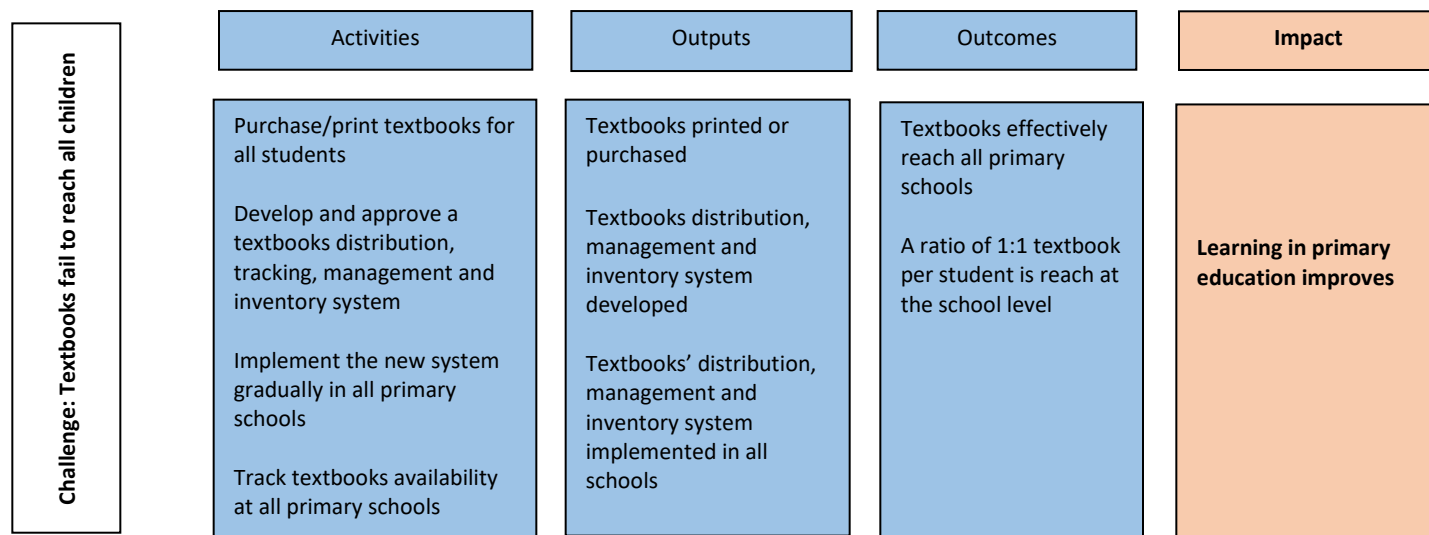 Challenge: Textbooks fail to reach all children
Activities
Outputs
Outcomes
Impact
Purchase/print textbooks for
all students
Develop and approve a
textbooks distribution,
tracking, management and
inventory system
Implement the new system
gradually in all primary
schools
Track textbooks availability
at all primary schools
Textbooks printed or
purchased
Textbooks distribution,
management and
inventory system
developed
Textbooks’ distribution,
management and
inventory system
implemented in all
schools
Textbooks effectively
reach all primary
schools
A ratio of 1:1 textbook
per student is reach at
the school level
Learning in primary
education improves